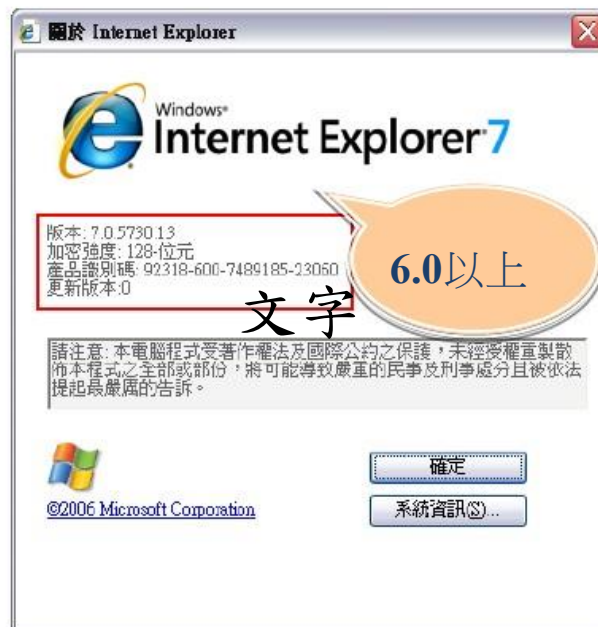 關於 Internet Explorer
Windows®
Internet Explorer 7
版本: 7.0.5730.13
加密強度: 128-位元
產品識別碼: 92318-600-7489185-23060
更新版本:0
6.0以上
文字
請注意: 本電腦程式受著作權法及國際公約之保護，未經授權重製散
佈本程式之全部或部份，將可能導致嚴重的民事及刑事處分且被依法
提起最嚴厲的告訴。
確定
©2006 Microsoft Corporation
系統資訊(S)...